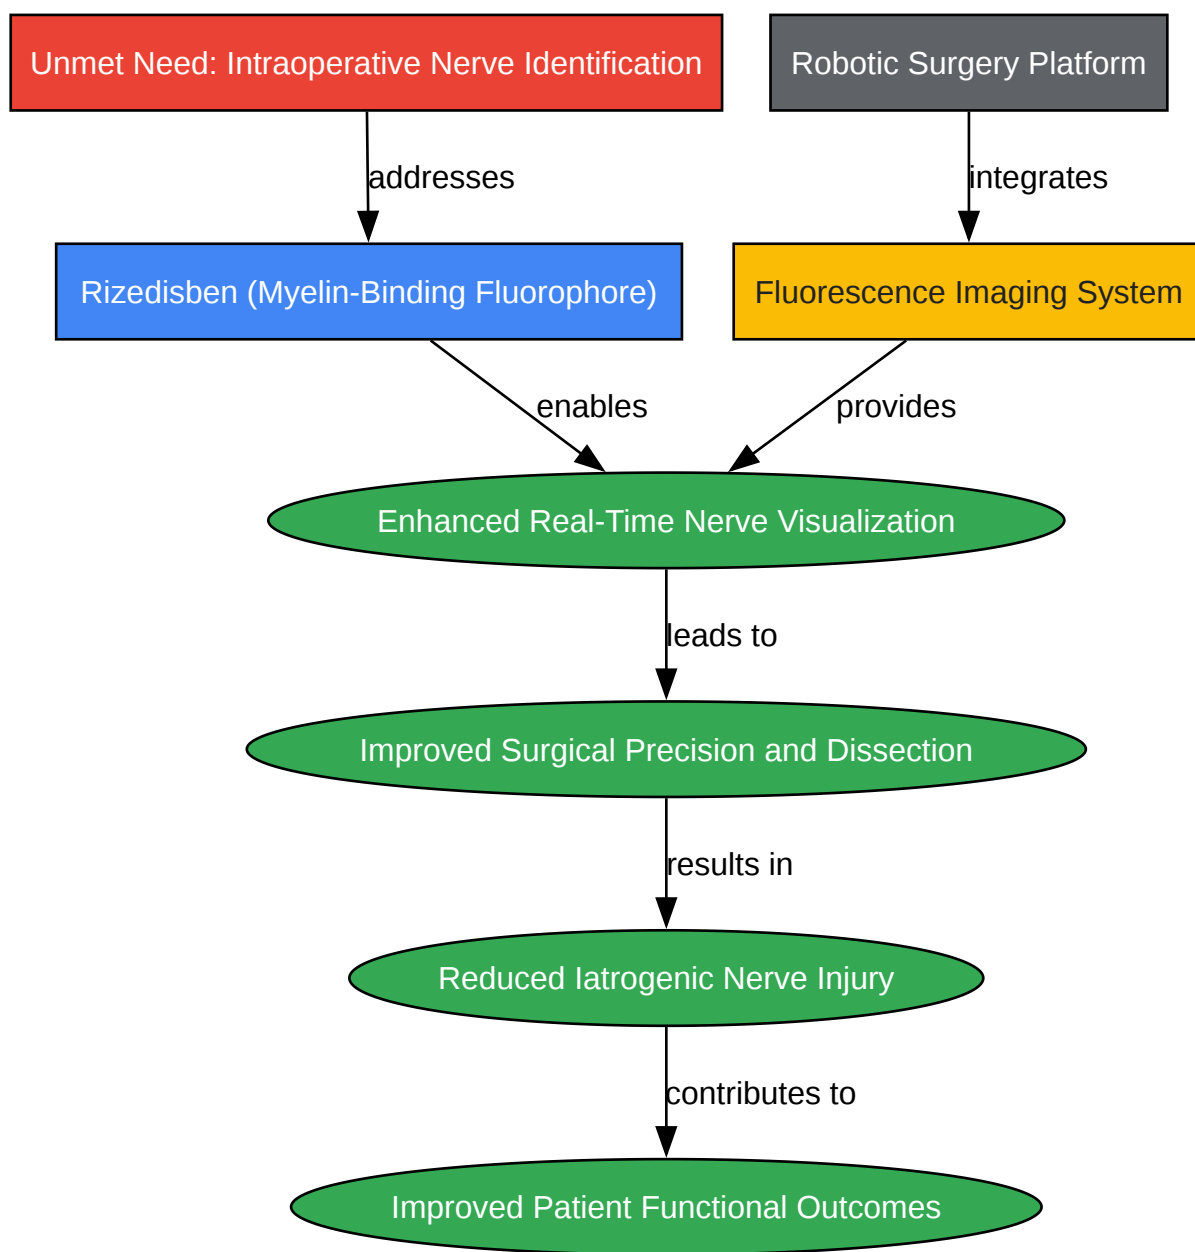 Unmet Need: Intraoperative Nerve Identification
Robotic Surgery Platform
addresses
integrates
Rizedisben (Myelin-Binding Fluorophore)
Fluorescence Imaging System
enables
provides
Enhanced Real-Time Nerve Visualization
leads to
Improved Surgical Precision and Dissection
results in
Reduced Iatrogenic Nerve Injury
contributes to
Improved Patient Functional Outcomes